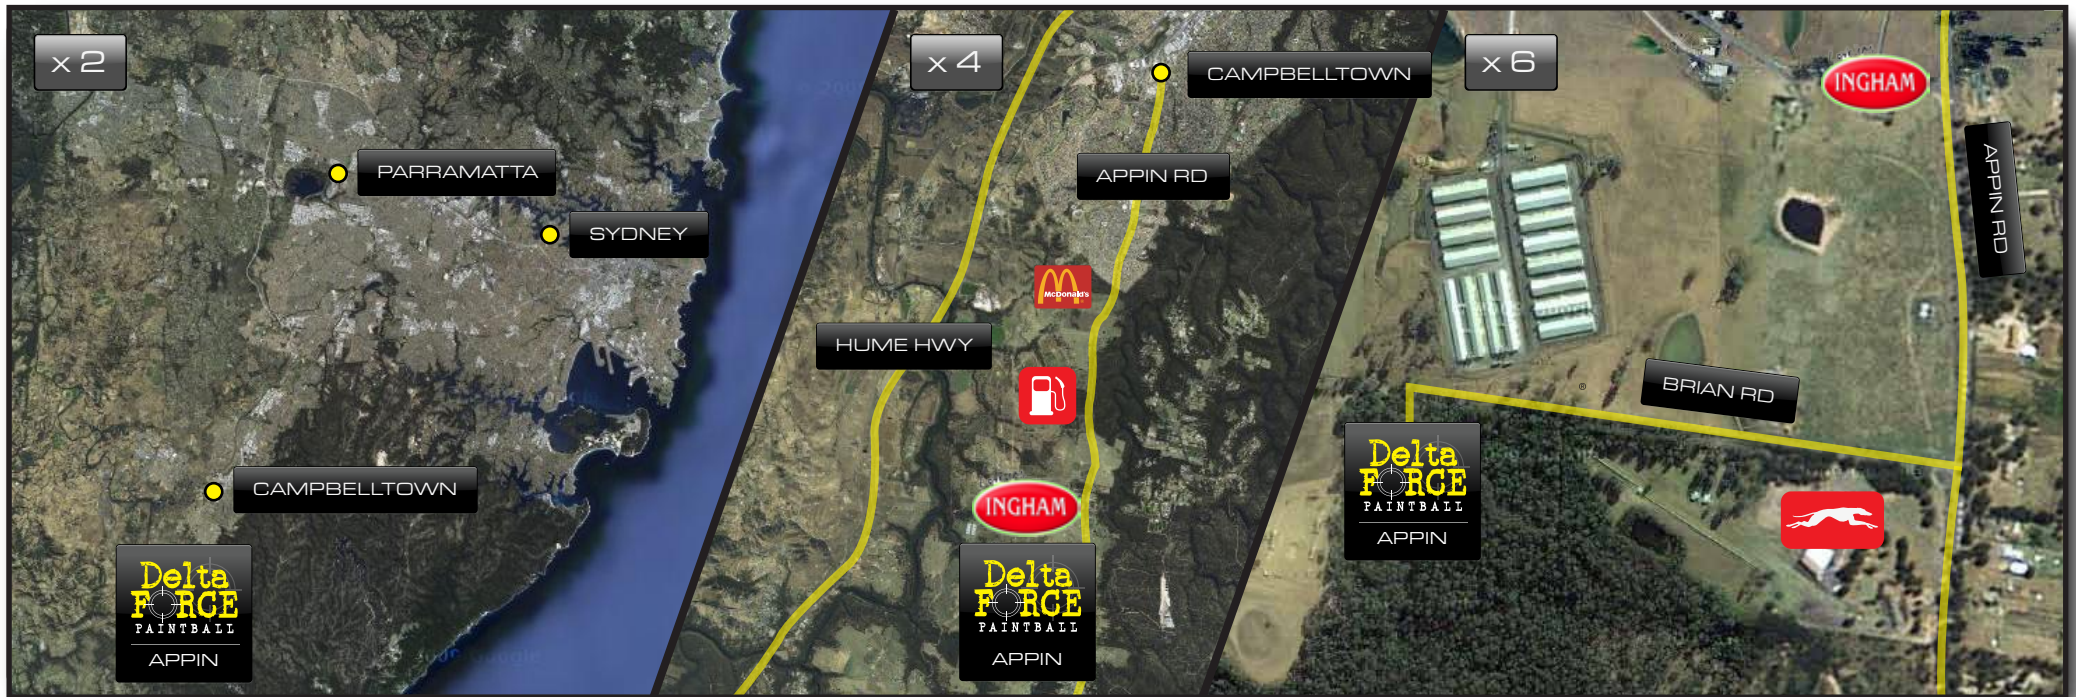 x 2
PARRAMATTA
SYDNEY
CAMPBELLTOWN
Delta
FORCE
PAINTBALL
APPIN
x 4
CAMPBELLTOWN
APPIN RD
McDonald's
HUME HWY
INGHAM
Delta
FORCE
PAINTBALL
APPIN
x 6
INGHAM
APPIN RD
BRIAN RD
®
Delta
FORCE
PAINTBALL
APPIN